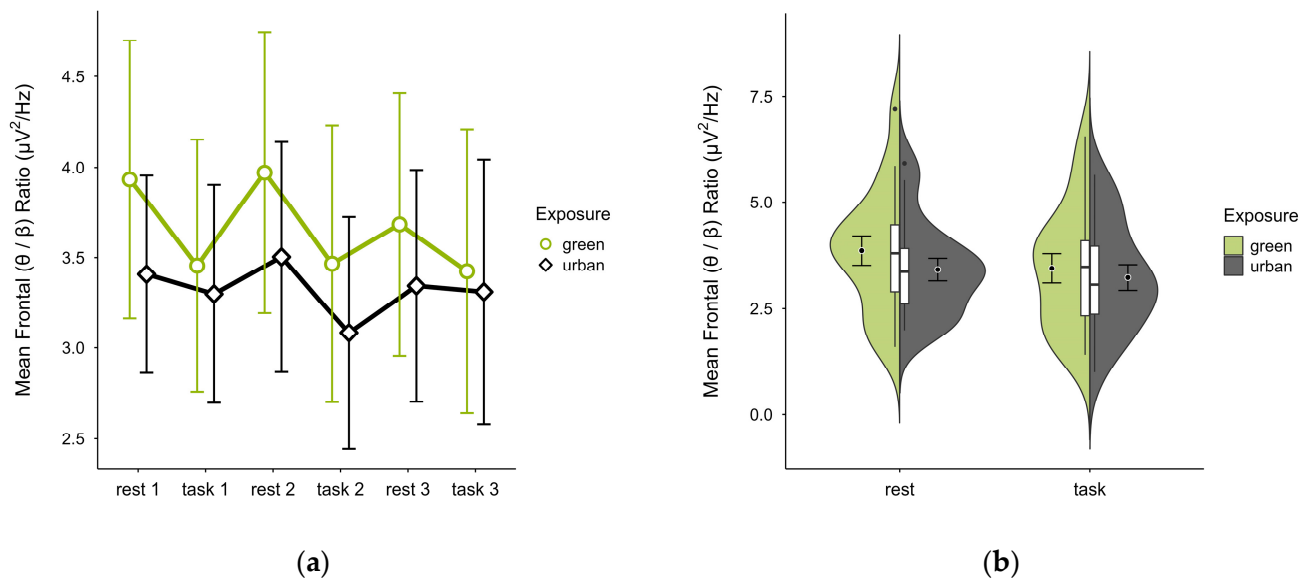 Mean Frontal (θ / β) Ratio (µV²/Hz)
4.5
4.0
3.5
3.0
2.5
rest 1 task 1 rest 2 task 2 rest 3 task 3
Exposure
green
urban
(a)
Mean Frontal (θ / β) Ratio (µV²/Hz)
7.5
5.0
2.5
0.0
rest task
Exposure
green
urban
(b)